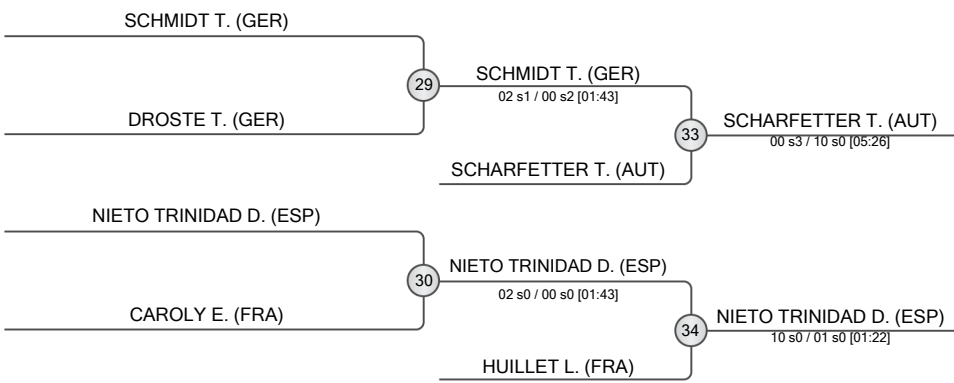 SCHMIDT T. (GER)
29
SCHMIDT T. (GER)
02 s1 / 00 s2 [01:43]
DROSTE T. (GER)
33
SCHARFETTER T. (AUT)
00 s3 / 10 s0 [05:26]
SCHARFETTER T. (AUT)
NIETO TRINIDAD D. (ESP)
30
NIETO TRINIDAD D. (ESP)
02 s0 / 00 s0 [01:43]
CAROLY E. (FRA)
34
NIETO TRINIDAD D. (ESP)
10 s0 / 01 s0 [01:22]
HUILLET L. (FRA)